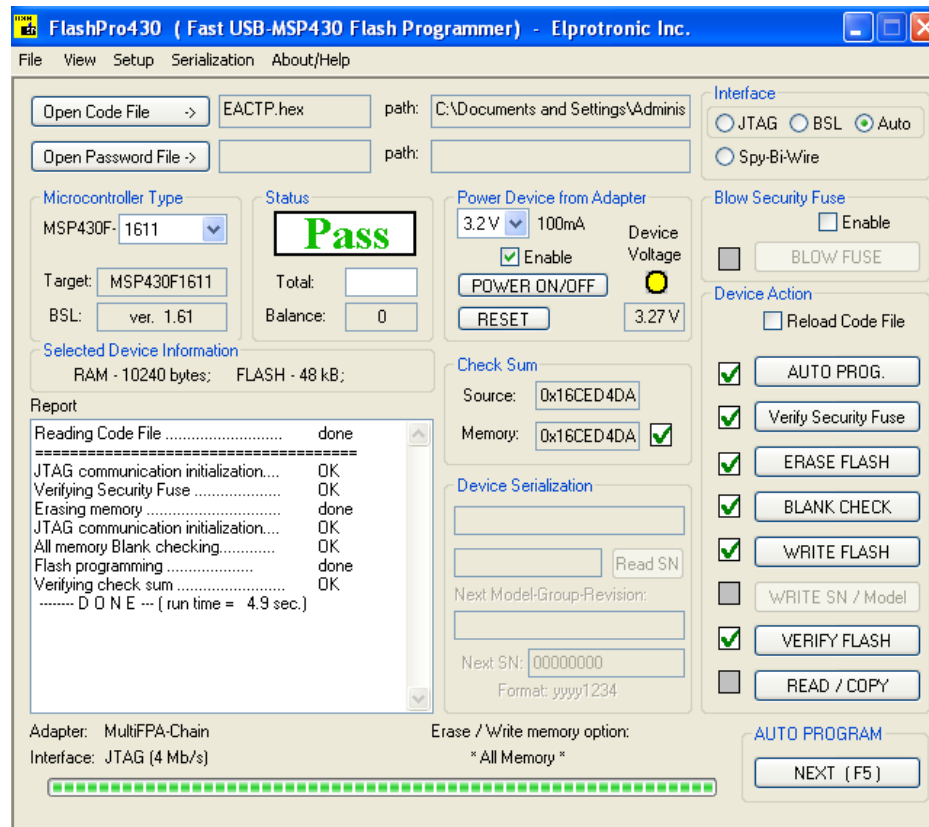 FlashPro430 ( Fast USB-MSP430 Flash Programmer) - Elprotronic Inc.
File View Setup Serialization About/Help
Open Code File -> EACTP.hex path: C:\Documents and Settings\Adminis
Open Password File -> path:
Interface
JTAG BSL Auto
Spy-Bi-Wire
Microcontroller Type
MSP430F- 1611
Target: MSP430F1611
BSL: ver. 1.61
Status
Pass
Total:
Balance: 0
Power Device from Adapter
3.2 V 100mA
Enable
Device
Voltage
POWER ON/OFF
RESET 3.27 V
Blow Security Fuse
Enable
BLOW FUSE
Selected Device Information
RAM - 10240 bytes; FLASH - 48 kB;
Report
Reading Code File .......................... done
=======================================
JTAG communication initialization.... OK
Verifying Security Fuse ..................... OK
Erasing memory ............................... done
JTAG communication initialization.... OK
All memory Blank checking............. OK
Flash programming ..................... done
Verifying check sum ......................... OK
-------- D O N E --- ( run time = 4.9 sec.)
Check Sum
Source: 0x16CED4DA
Memory: 0x16CED4DA
Device Serialization
Read SN
Next Model-Group-Revision:
Next SN: 00000000
Format: yyyy1234
Device Action
Reload Code File
AUTO PROG.
Verify Security Fuse
ERASE FLASH
BLANK CHECK
WRITE FLASH
WRITE SN / Model
VERIFY FLASH
READ / COPY
Adapter: MultiFPA-Chain
Interface: JTAG (4 Mb/s)
Erase / Write memory option:
* All Memory *
AUTO PROGRAM
NEXT (F5)